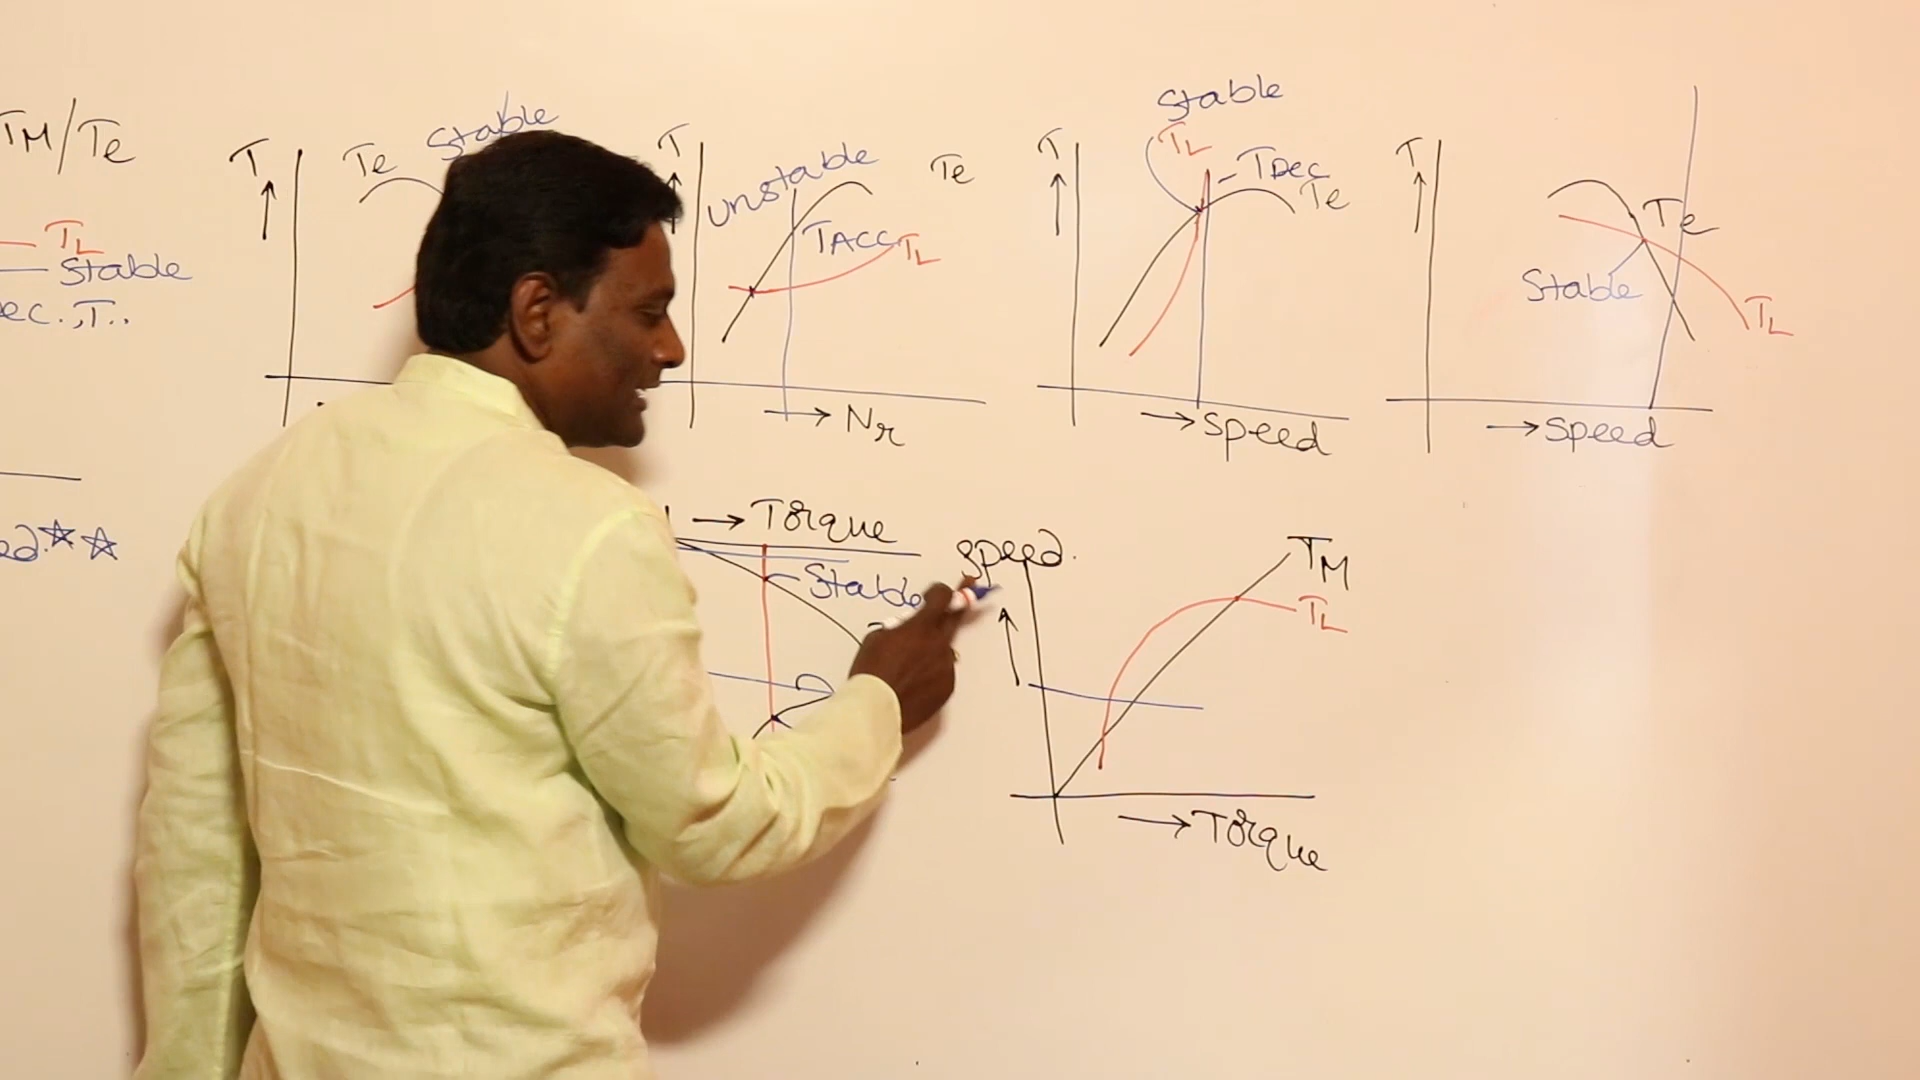 TM/Te
TL
Stable
ec.,T..
ed.
T
Te
Stable
T
Unstable
Te
TACC
TL
Nr
T
Stable
TL
TDec
Te
Speed
T
Te
Stable
TL
Speed
Torque
Stable
Speed.
TM
TL
Torque